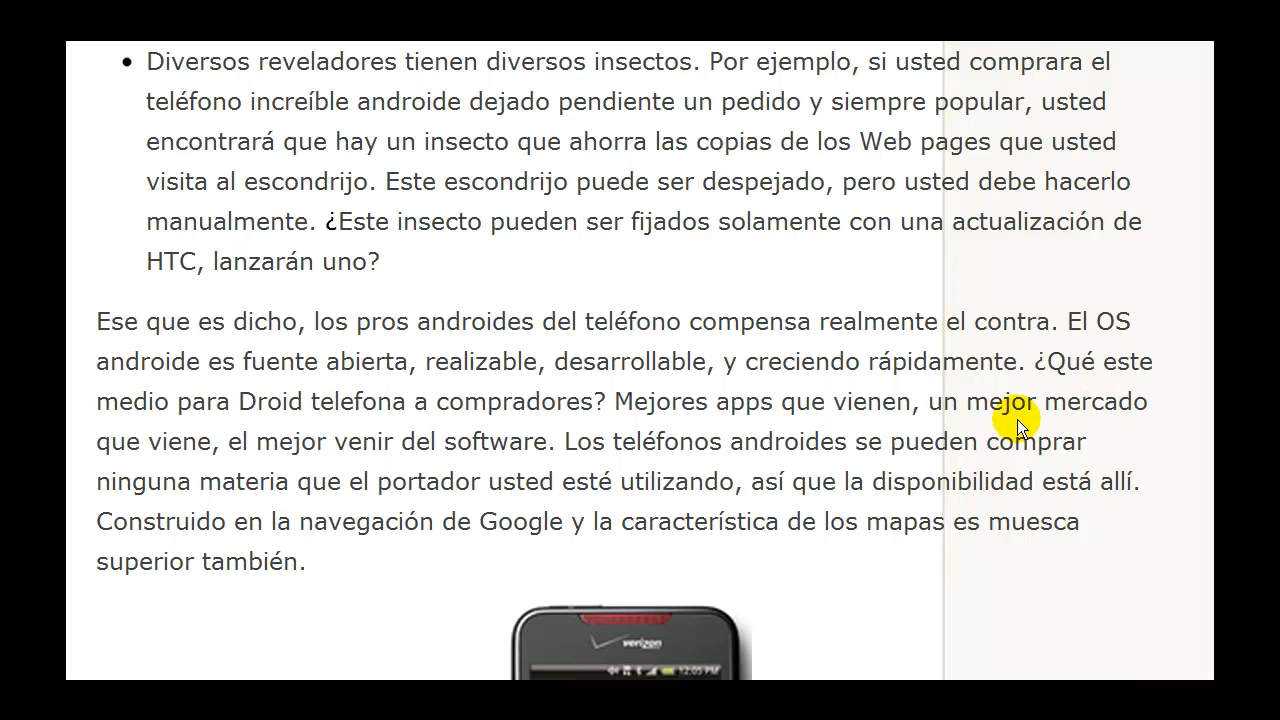 • Diversos reveladores tienen diversos insectos. Por ejemplo, si usted comprara el
teléfono increíble androide dejado pendiente un pedido y siempre popular, usted
encontrará que hay un insecto que ahorra las copias de los Web pages que usted
visita al escondrijo. Este escondrijo puede ser despejado, pero usted debe hacerlo
manualmente. ¿Este insecto pueden ser fijados solamente con una actualización de
HTC, lanzarán uno?
Ese que es dicho, los pros androides del teléfono compensa realmente el contra. El OS
androide es fuente abierta, realizable, desarrollable, y creciendo rápidamente. ¿Qué este
medio para Droid telefona a compradores? Mejores apps que vienen, un mejor mercado
que viene, el mejor venir del software. Los teléfonos androides se pueden comprar
ninguna materia que el portador usted esté utilizando, así que la disponibilidad está allí.
Construido en la navegación de Google y la característica de los mapas es muesca
superior también.
verizon
12:05 PM